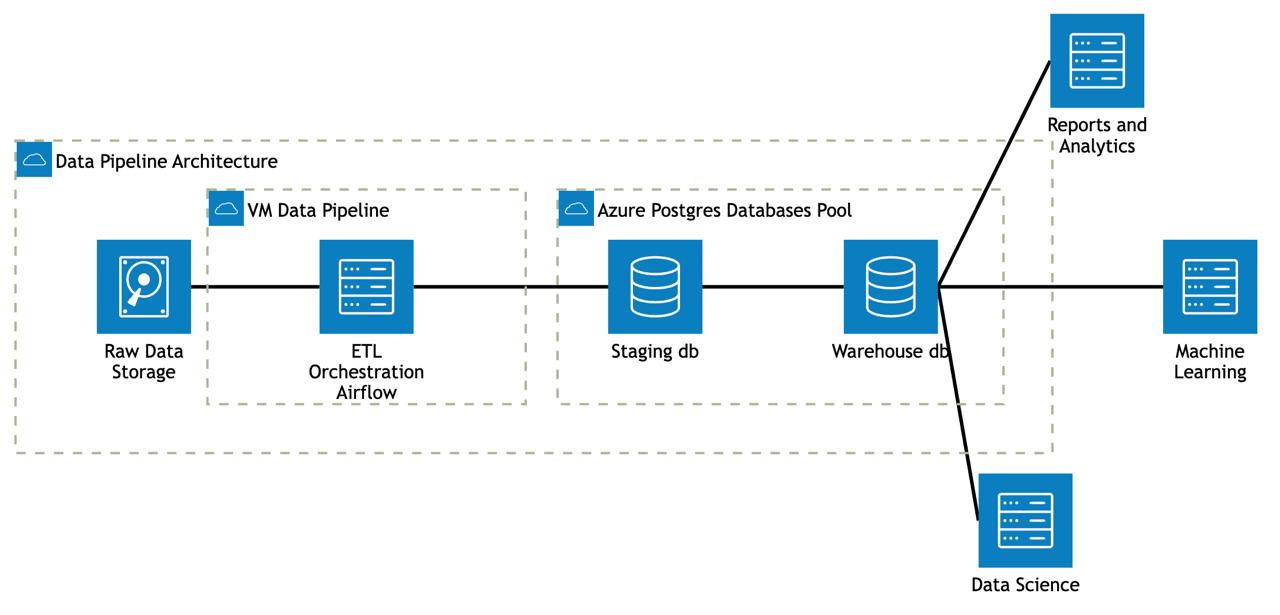 Reports and
Analytics
Data Pipeline Architecture
VM Data Pipeline
Azure Postgres Databases Pool
Raw Data
Storage
ETL
Orchestration
Airflow
Staging db
Warehouse db
Machine
Learning
Data Science